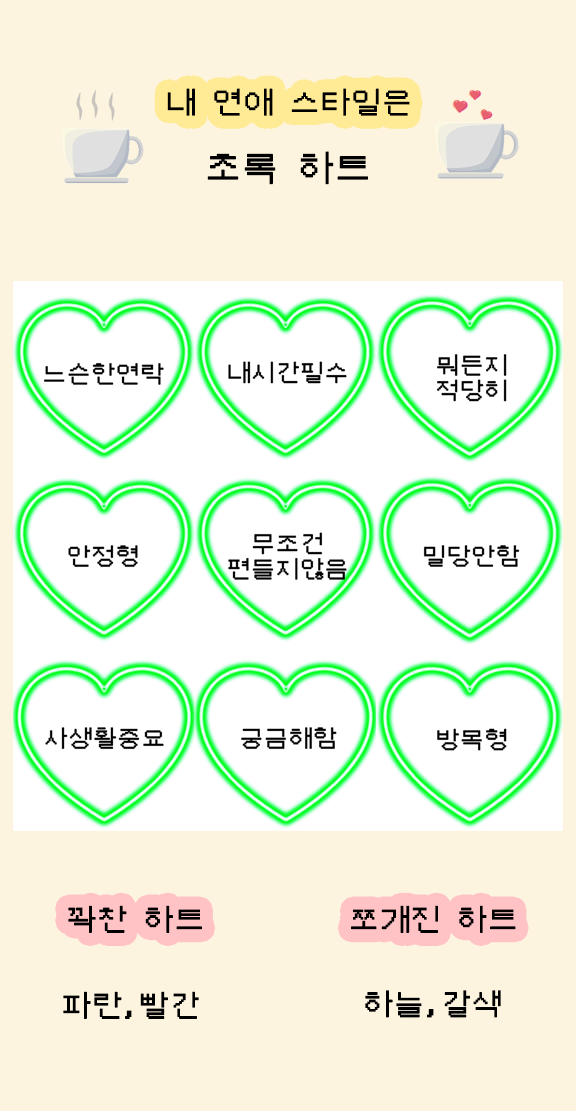 내 연애 스타일은
초록 하트
느슨한연락
내시간필수
뭐든지
적당히
안정형
무조건
편들지않음
밀당안함
사생활중요
궁금해함
방목형
꽉찬 하트
쪼개진 하트
파란,빨간
하늘,갈색